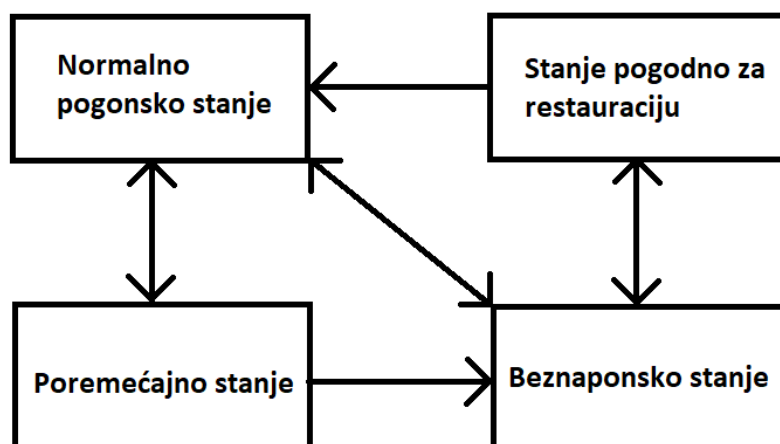 Normalno
pogonsko stanje
Stanje pogodno za
restauraciju
Poremećajno stanje
Beznaponsko stanje